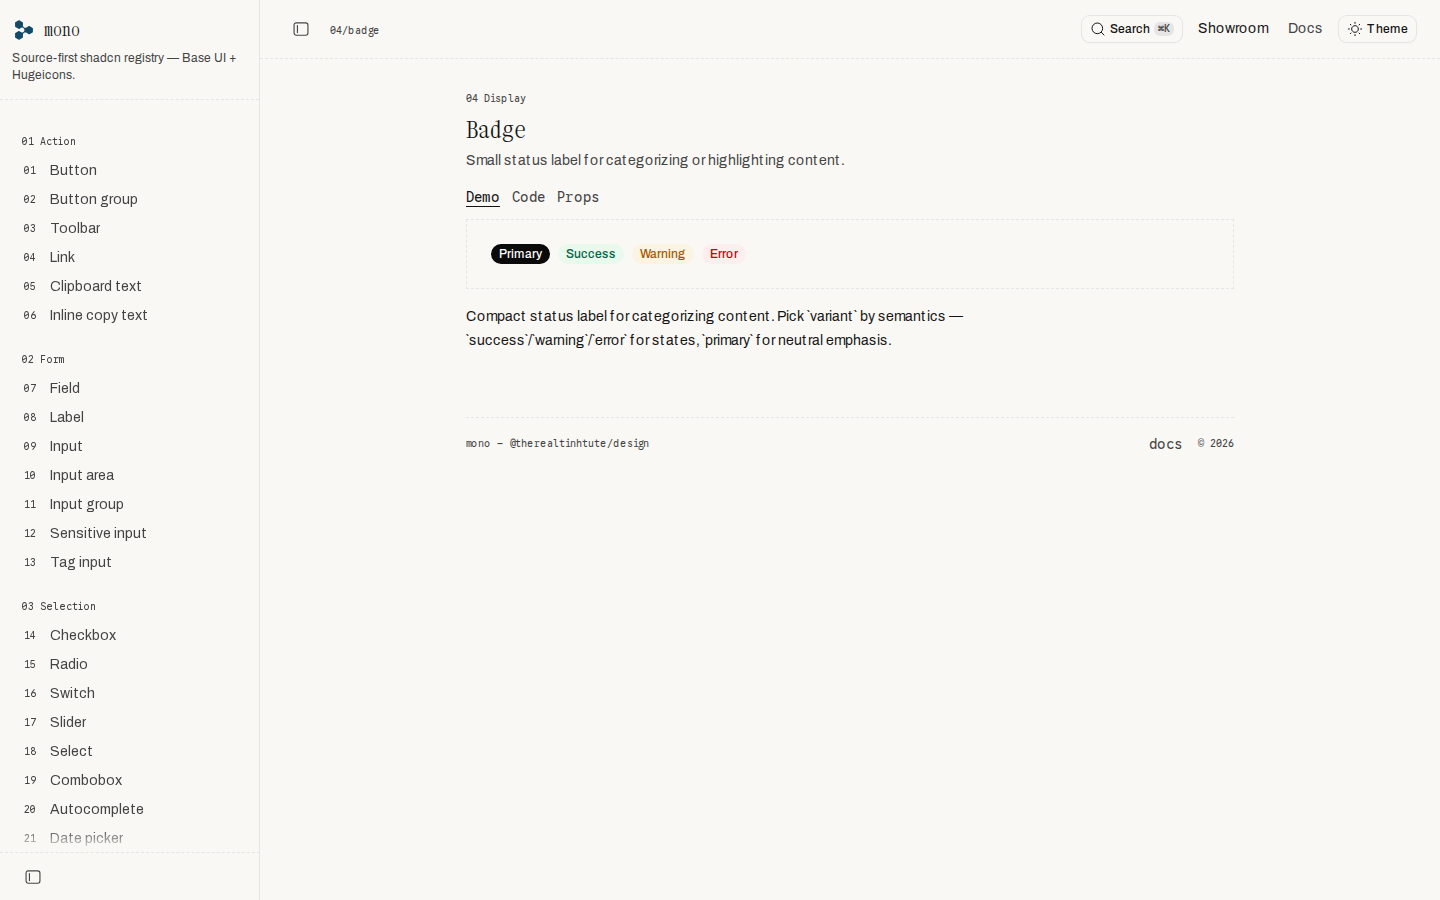 mono
Source-first shadcn registry — Base UI +
Hugeicons.
01 Action
01 Button
02 Button group
03 Toolbar
04 Link
05 Clipboard text
06 Inline copy text
02 Form
07 Field
08 Label
09 Input
10 Input area
11 Input group
12 Sensitive input
13 Tag input
03 Selection
14 Checkbox
15 Radio
16 Switch
17 Slider
18 Select
19 Combobox
20 Autocomplete
21 Date picker
04/badge
Search ⌘K Showroom Docs Theme
04 Display
Badge
Small status label for categorizing or highlighting content.
Demo Code Props
Primary Success Warning Error
Compact status label for categorizing content. Pick `variant` by semantics —
`success`/`warning`/`error` for states, `primary` for neutral emphasis.
mono — @therealtinhtute/design
docs © 2026